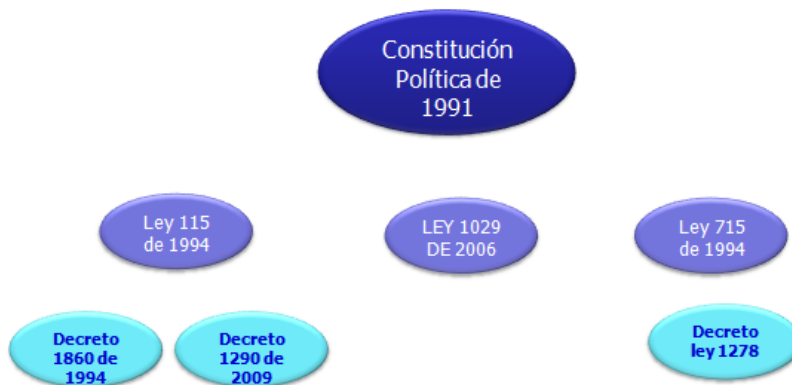 Constitución
Política de
1991
Ley 115
de 1994
LEY 1029
DE 2006
Ley 715
de 1994
Decreto
1860 de
1994
Decreto
1290 de
2009
Decreto
ley 1278